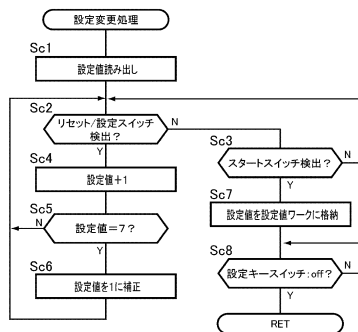 設定変更処理
Sc1
設定値読み出し
Sc2
リセット/設定スイッチ
検出?
N
Y
Sc3
スタートスイッチ検出?
N
Y
Sc4
設定値+1
Sc7
設定値を設定値ワークに格納
Sc5
設定値=7?
N
Y
Sc8
設定キースイッチ:off?
N
Y
Sc6
設定値を1に補正
RET